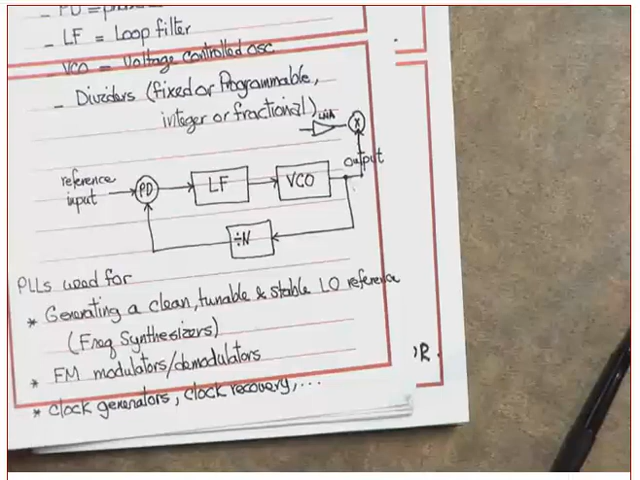 - PD =
- LF = Loop filter
- VCO = Voltage controlled osc
- Dividers (fixed or Programmable,
integer or fractional)
LNA
X
output
reference
input
PD
LF
VCO
÷N
PLLs used for
* Generating a clean, tunable & stable LO reference
(Freq Synthesizers)
* FM modulators/demodulators
* Clock generators, clock recovery, ...
R.